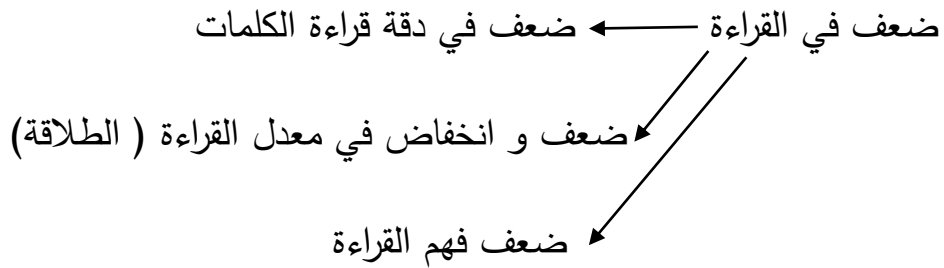 ضعف في القراءة ضعف في دقة قراءة الكلمات
ضعف و انخفاض في معدل القراءة ( الطلاقة)
ضعف فهم القراءة